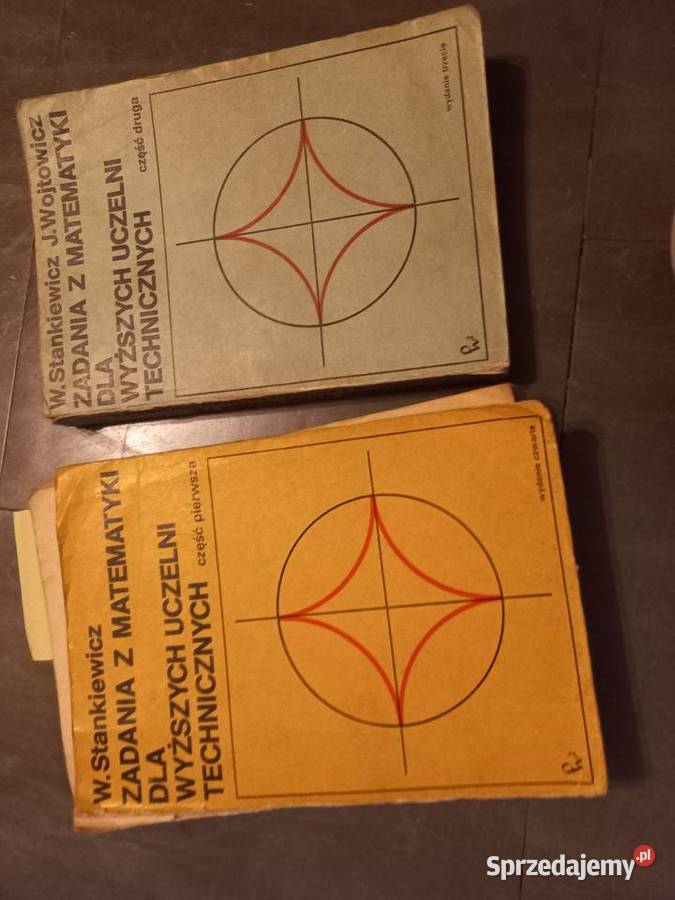 W. Stankiewicz J. Wojtowicz
ZADANIA Z MATEMATYKI
DLA
WYŻSZYCH UCZELNI
TECHNICZNYCH
część druga
wydanie trzecie
W. Stankiewicz
ZADANIA Z MATEMATYKI
DLA
WYŻSZYCH UCZELNI
TECHNICZNYCH
część pierwsza
wydanie czwarte
Sprzedajemy.pl